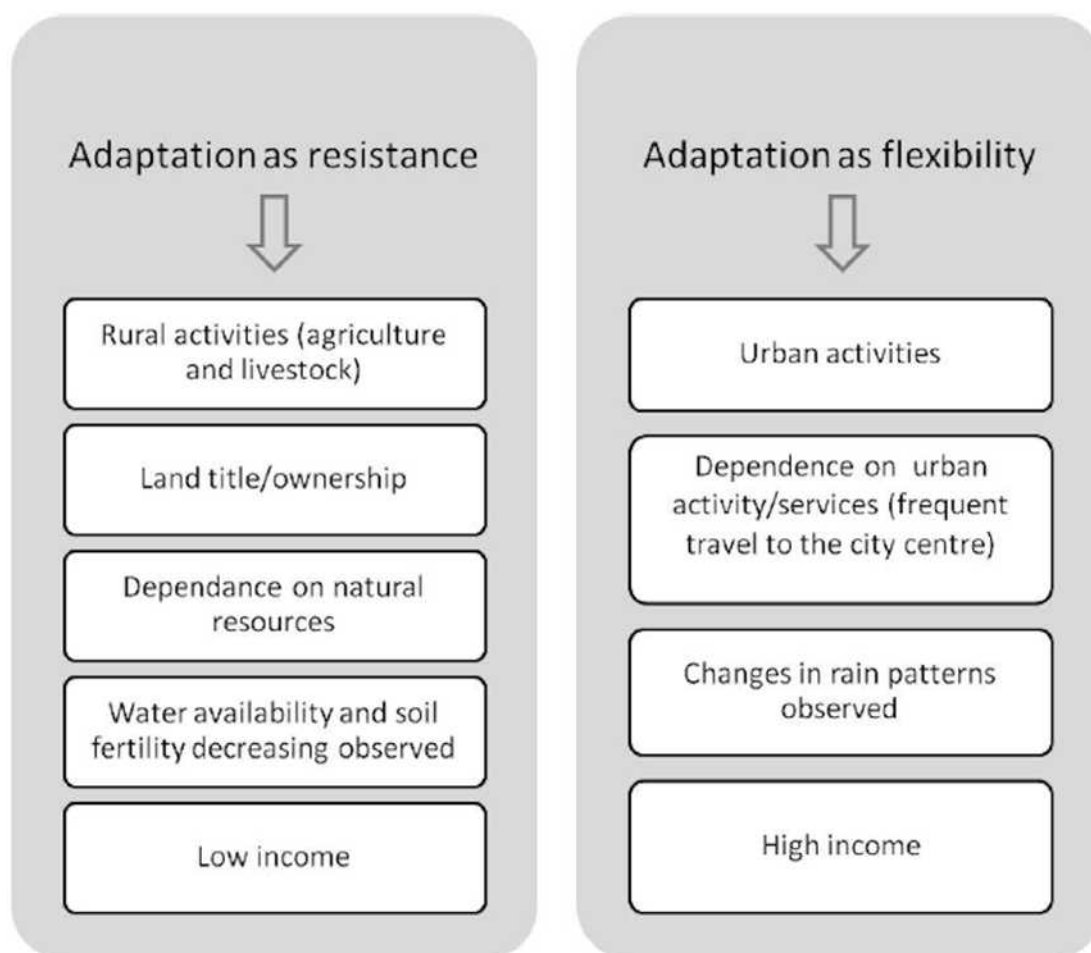 Adaptation as resistance
Rural activities (agriculture
and livestock)
Land title/ownership
Dependance on natural
resources
Water availability and soil
fertility decreasing observed
Low income
Adaptation as flexibility
Urban activities
Dependence on urban
activity/services (frequent
travel to the city centre)
Changes in rain patterns
observed
High income